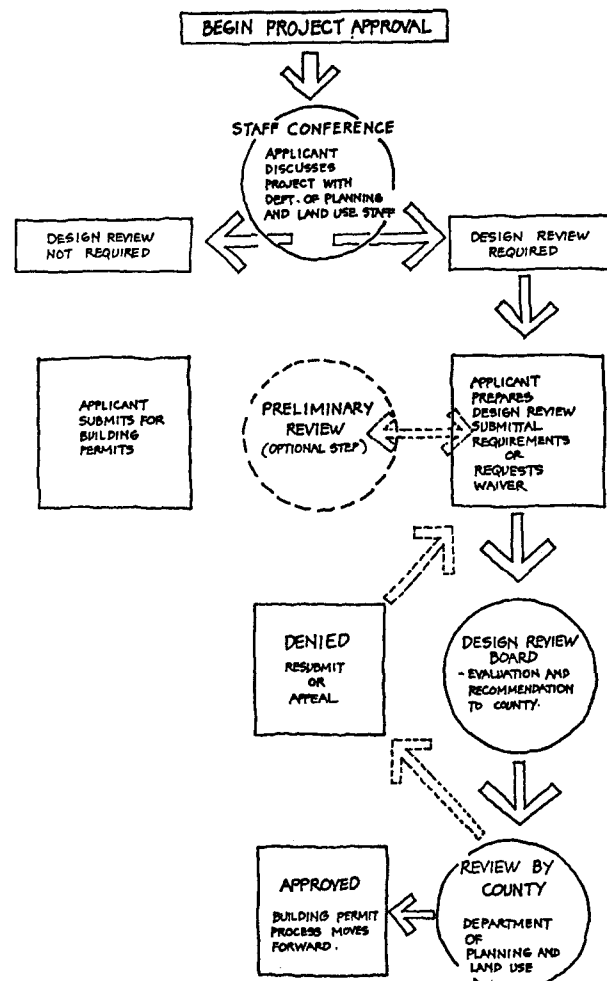 BEGIN PROJECT APPROVAL
STAFF CONFERENCE
APPLICANT
DISCUSSES
PROJECT WITH
DEPT. OF PLANNING
AND LAND USE STAFF
DESIGN REVIEW
NOT REQUIRED
DESIGN REVIEW
REQUIRED
APPLICANT
SUBMITS FOR
BUILDING
PERMITS
PRELIMINARY
REVIEW
(OPTIONAL STEP)
APPLICANT
PREPARES
DESIGN REVIEW
SUBMITTAL
REQUIREMENTS
OR
REQUESTS
WAIVER
DENIED
RESUBMIT
OR
APPEAL
DESIGN REVIEW
BOARD
- EVALUATION AND
RECOMMENDATION
TO COUNTY.
APPROVED
BUILDING PERMIT
PROCESS MOVES
FORWARD.
REVIEW BY
COUNTY
DEPARTMENT
OF
PLANNING AND
LAND USE